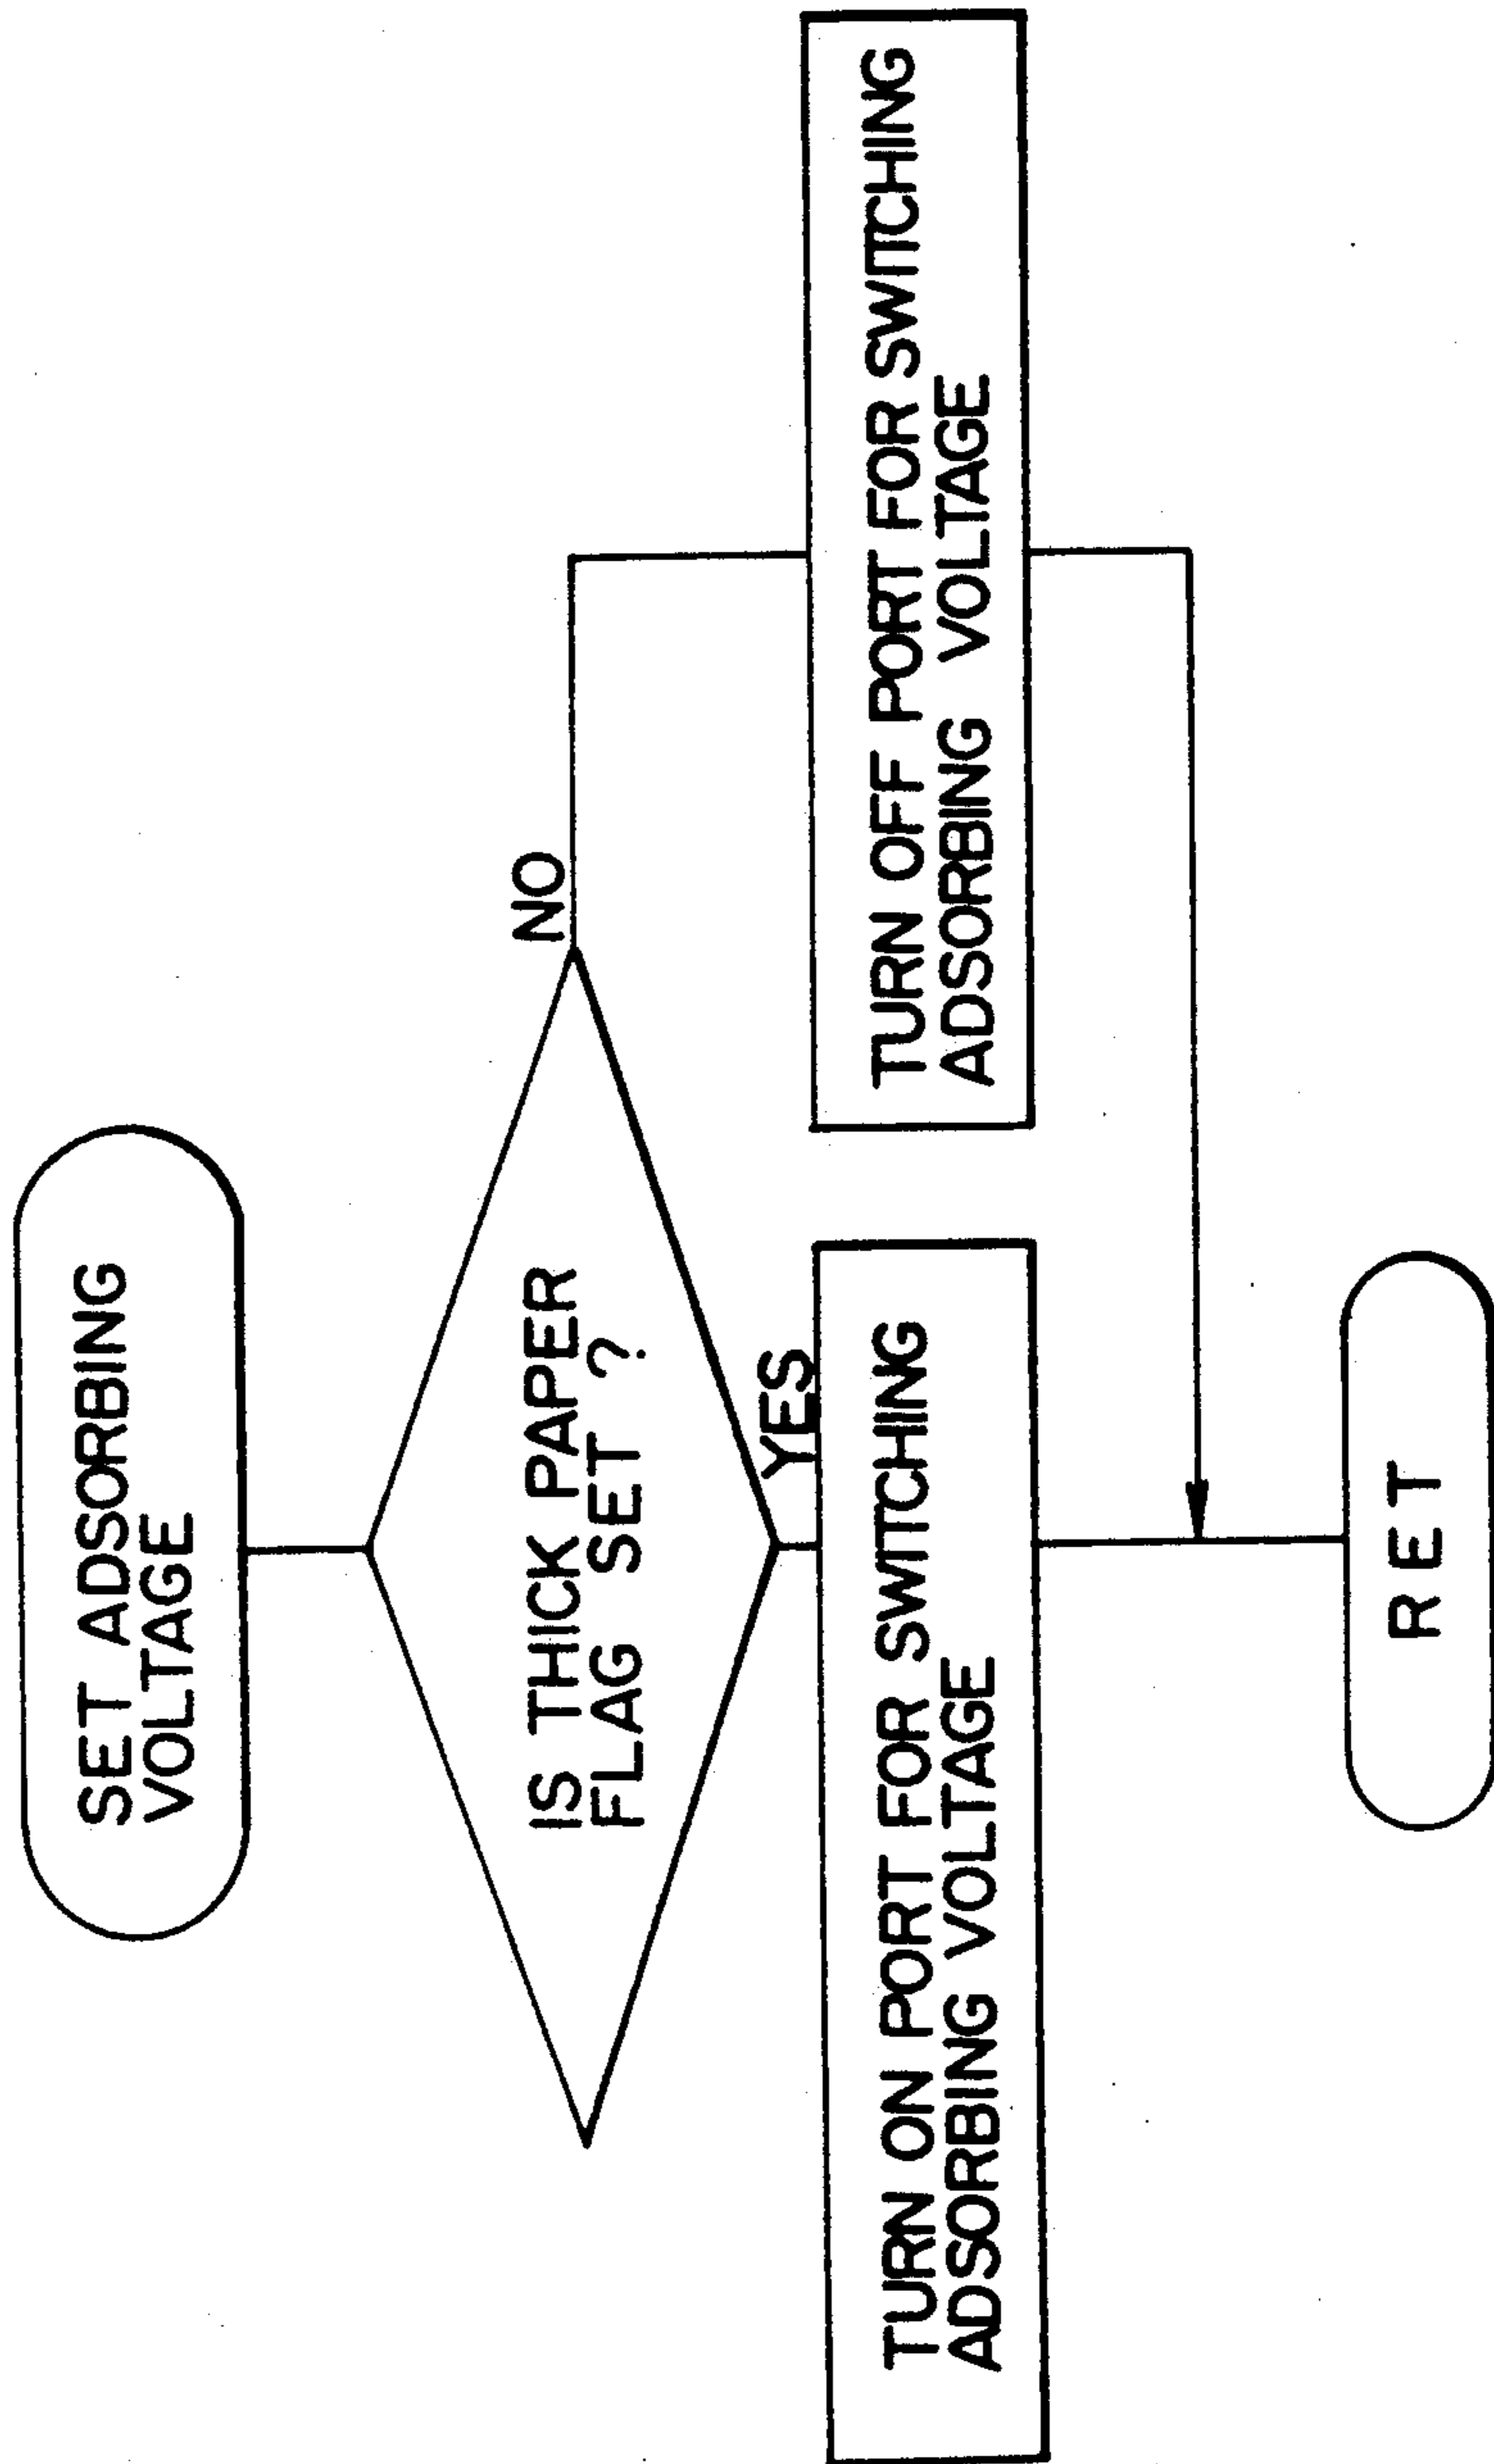 SET ADSORBING
VOLTAGE
IS THICK PAPER
FLAG SET ?
NO
YES
TURN ON PORT FOR SWITCHING
ADSORBING VOLTAGE
TURN OFF PORT FOR SWITCHING
ADSORBING VOLTAGE
RET